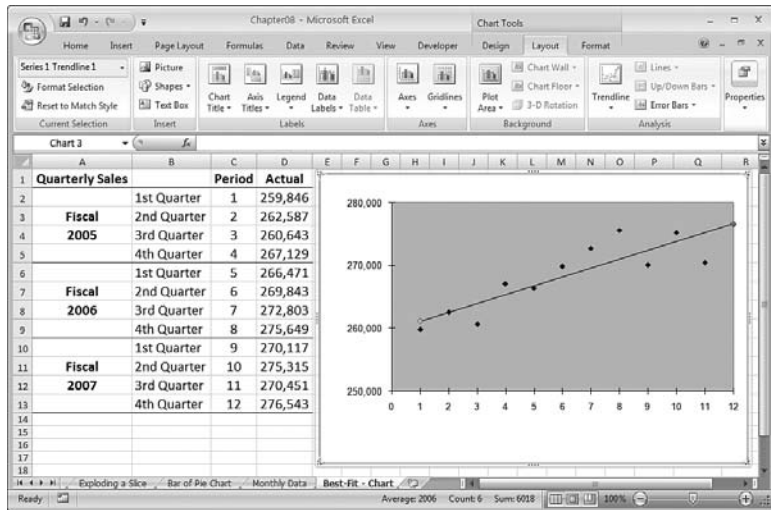 Chapter08 - Microsoft Excel
Chart Tools
Home Insert Page Layout Formulas Data Review View Developer Design Layout Format
Series 1 Trendline 1
Format Selection
Reset to Match Style
Current Selection
Picture
Shapes
Text Box
Insert
Chart Title
Axis Titles
Legend
Data Labels
Data Table
Labels
Axes
Gridlines
Axes
Plot Area
Chart Wall
Chart Floor
3-D Rotation
Background
Trendline
Lines
Up/Down Bars
Error Bars
Analysis
Properties
Chart 3 fx
A B C D E F G H I J K L M N O P Q R
1 Quarterly Sales Period Actual
2 1st Quarter 1 259,846
3 Fiscal 2nd Quarter 2 262,587
4 2005 3rd Quarter 3 260,643
5 4th Quarter 4 267,129
6 1st Quarter 5 266,471
7 Fiscal 2nd Quarter 6 269,843
8 2006 3rd Quarter 7 272,803
9 4th Quarter 8 275,649
10 1st Quarter 9 270,117
11 Fiscal 2nd Quarter 10 275,315
12 2007 3rd Quarter 11 270,451
13 4th Quarter 12 276,543
14
15
16
17
18
280,000
270,000
260,000
250,000
0 1 2 3 4 5 6 7 8 9 10 11 12
Exploding a Slice Bar of Pie Chart Monthly Data Best-Fit - Chart
Ready Average: 2006 Count: 6 Sum: 6018 100%